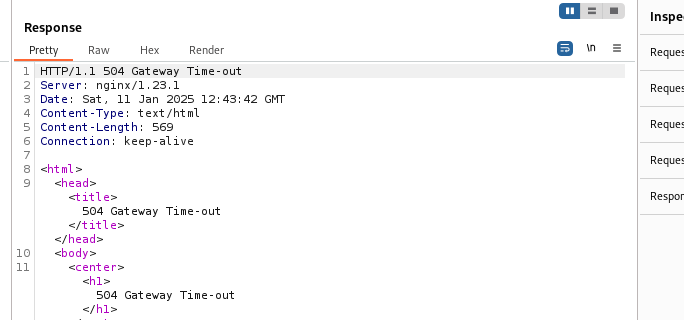 Response
Pretty Raw Hex Render
\n
1 HTTP/1.1 504 Gateway Time-out
2 Server: nginx/1.23.1
3 Date: Sat, 11 Jan 2025 12:43:42 GMT
4 Content-Type: text/html
5 Content-Length: 569
6 Connection: keep-alive
7
8 <html>
9 <head>
<title>
504 Gateway Time-out
</title>
</head>
10 <body>
11 <center>
<h1>
504 Gateway Time-out
</h1>
Inspe
Reques
Reques
Reques
Reques
Respon